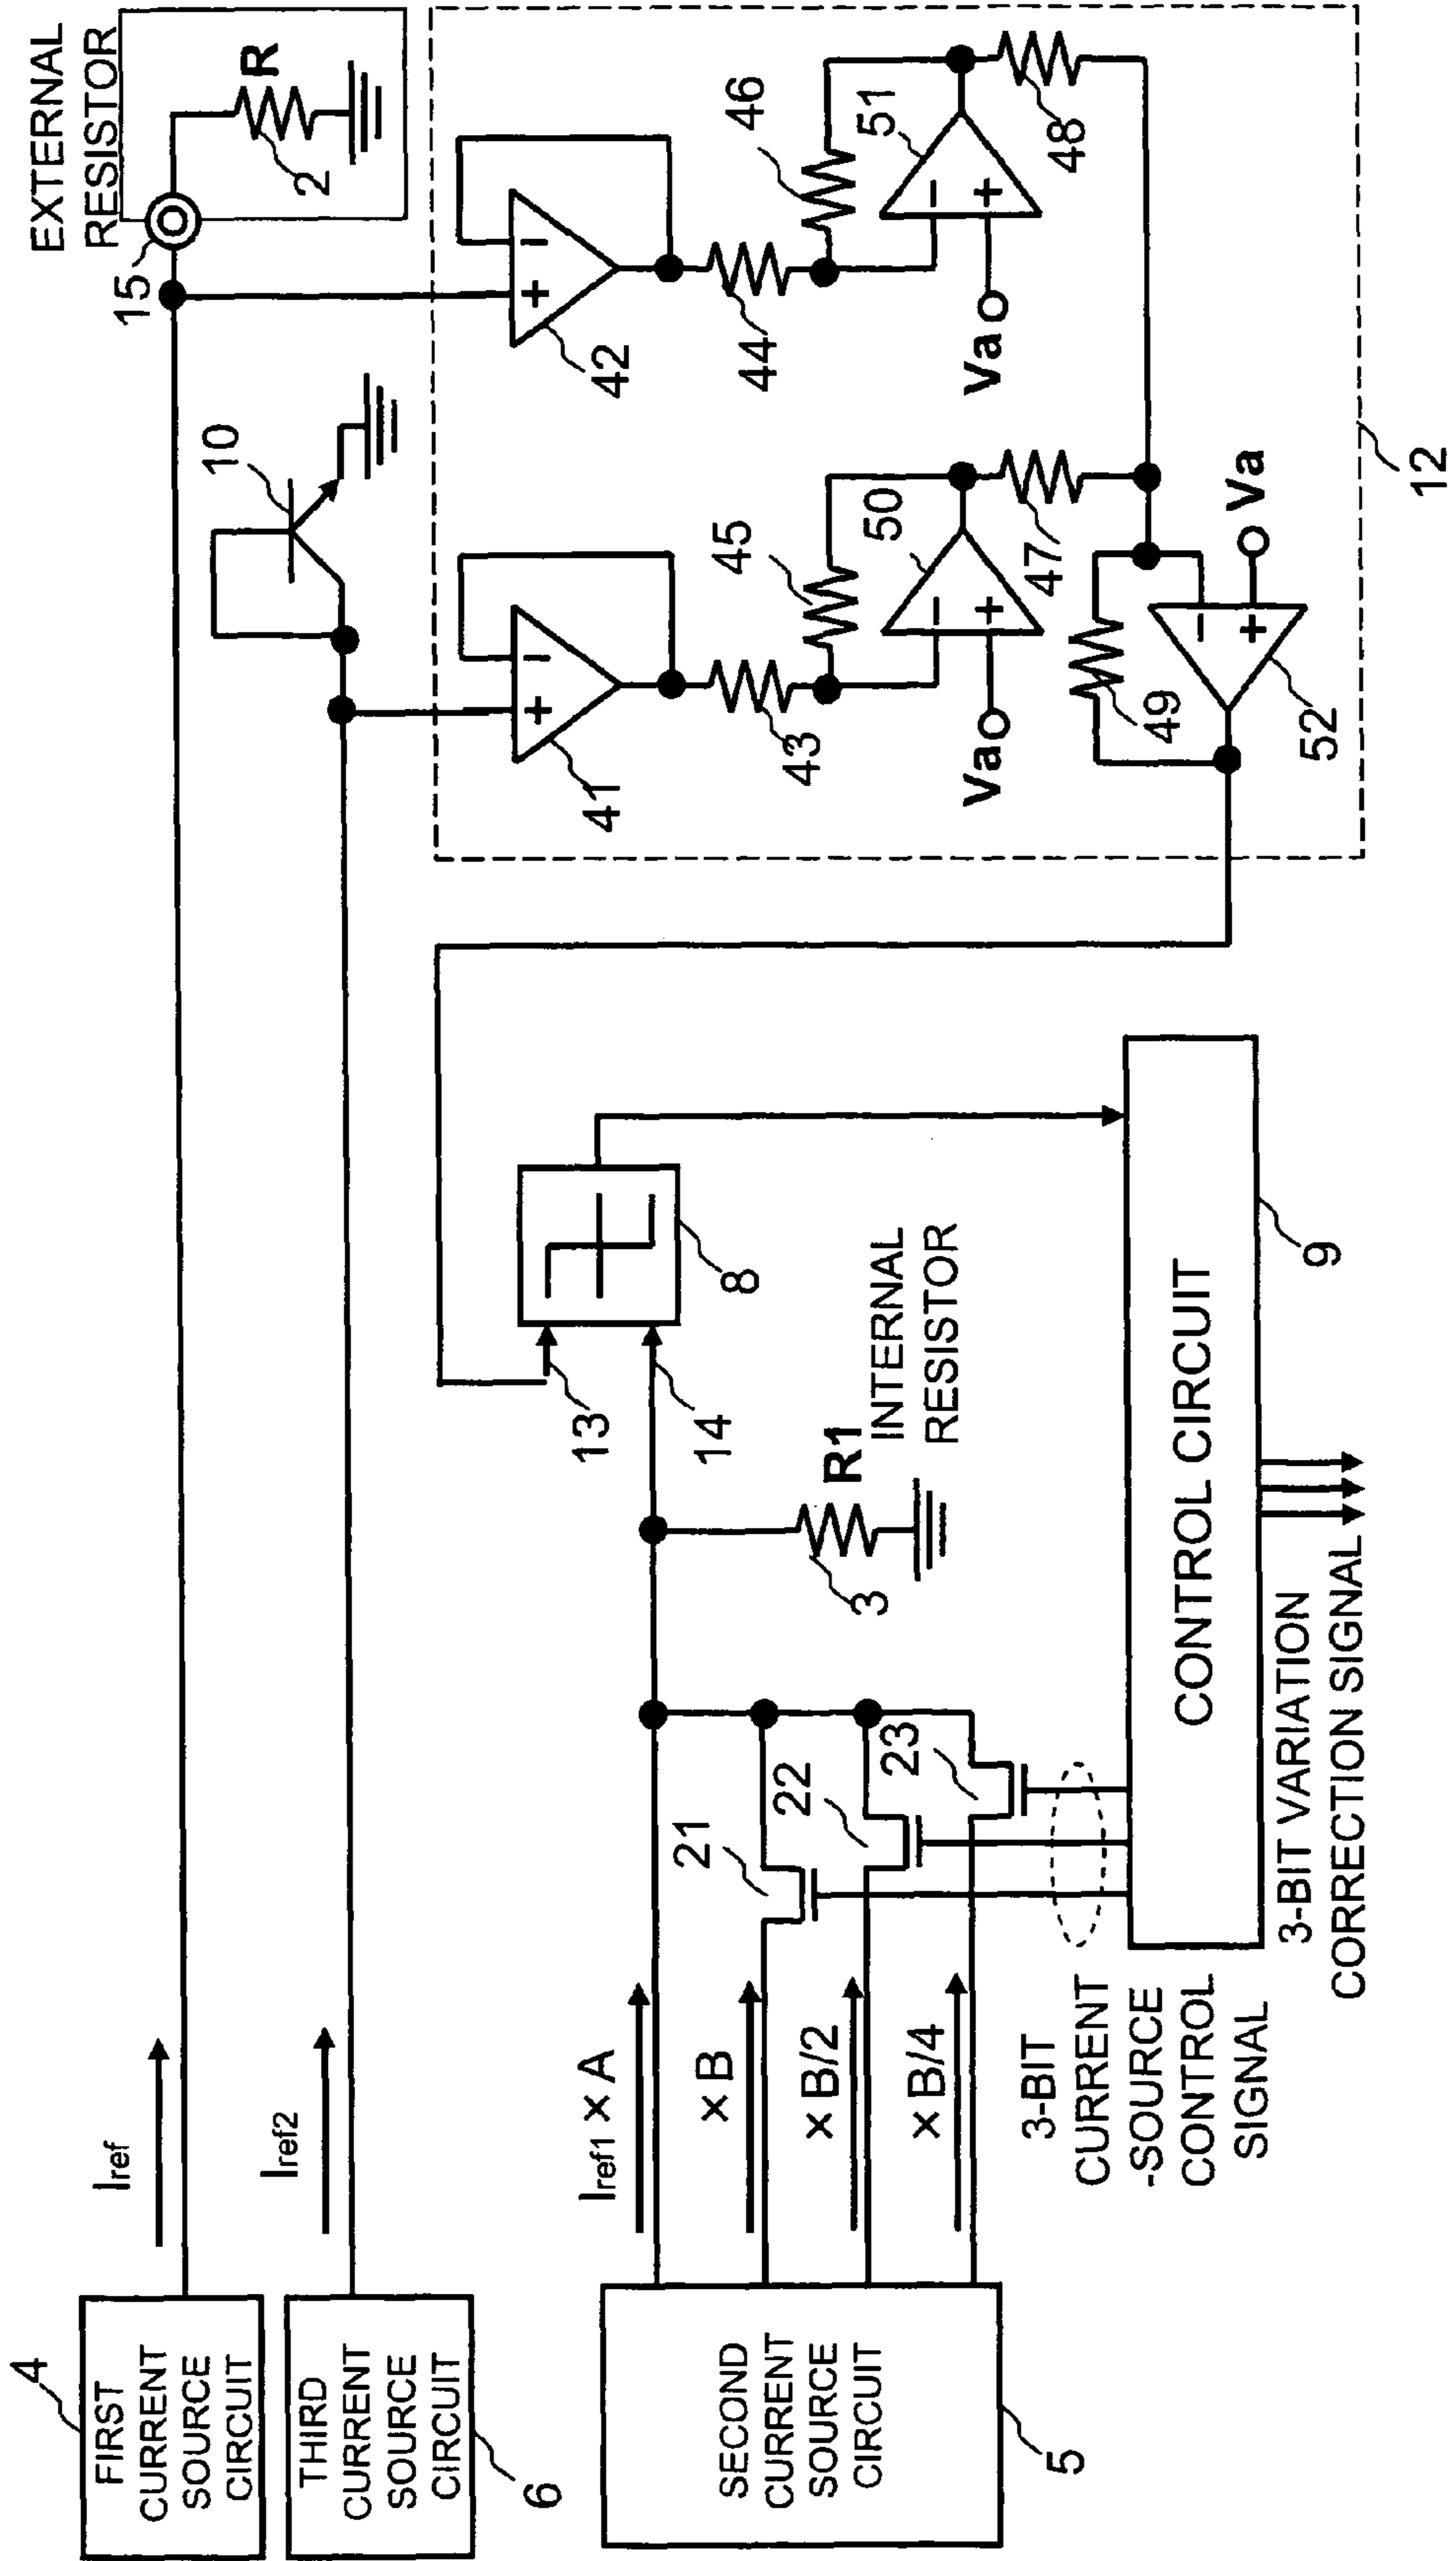 4
FIRST
CURRENT
SOURCE
CIRCUIT
THIRD
CURRENT
SOURCE
CIRCUIT
6
SECOND
CURRENT
SOURCE
CIRCUIT
5
Iref
Iref2
Iref1 × A
× B
× B/2
× B/4
3-BIT
CURRENT
-SOURCE
CONTROL
SIGNAL
21
22
23
3
R1
INTERNAL
RESISTOR
13
14
8
CONTROL CIRCUIT
9
3-BIT VARIATION
CORRECTION SIGNAL
10
15
EXTERNAL
RESISTOR
2
R
+
−
41
43
45
−
+
50
Va
47
49
−
+
52
Va
+
−
42
44
46
−
+
51
Va
48
12